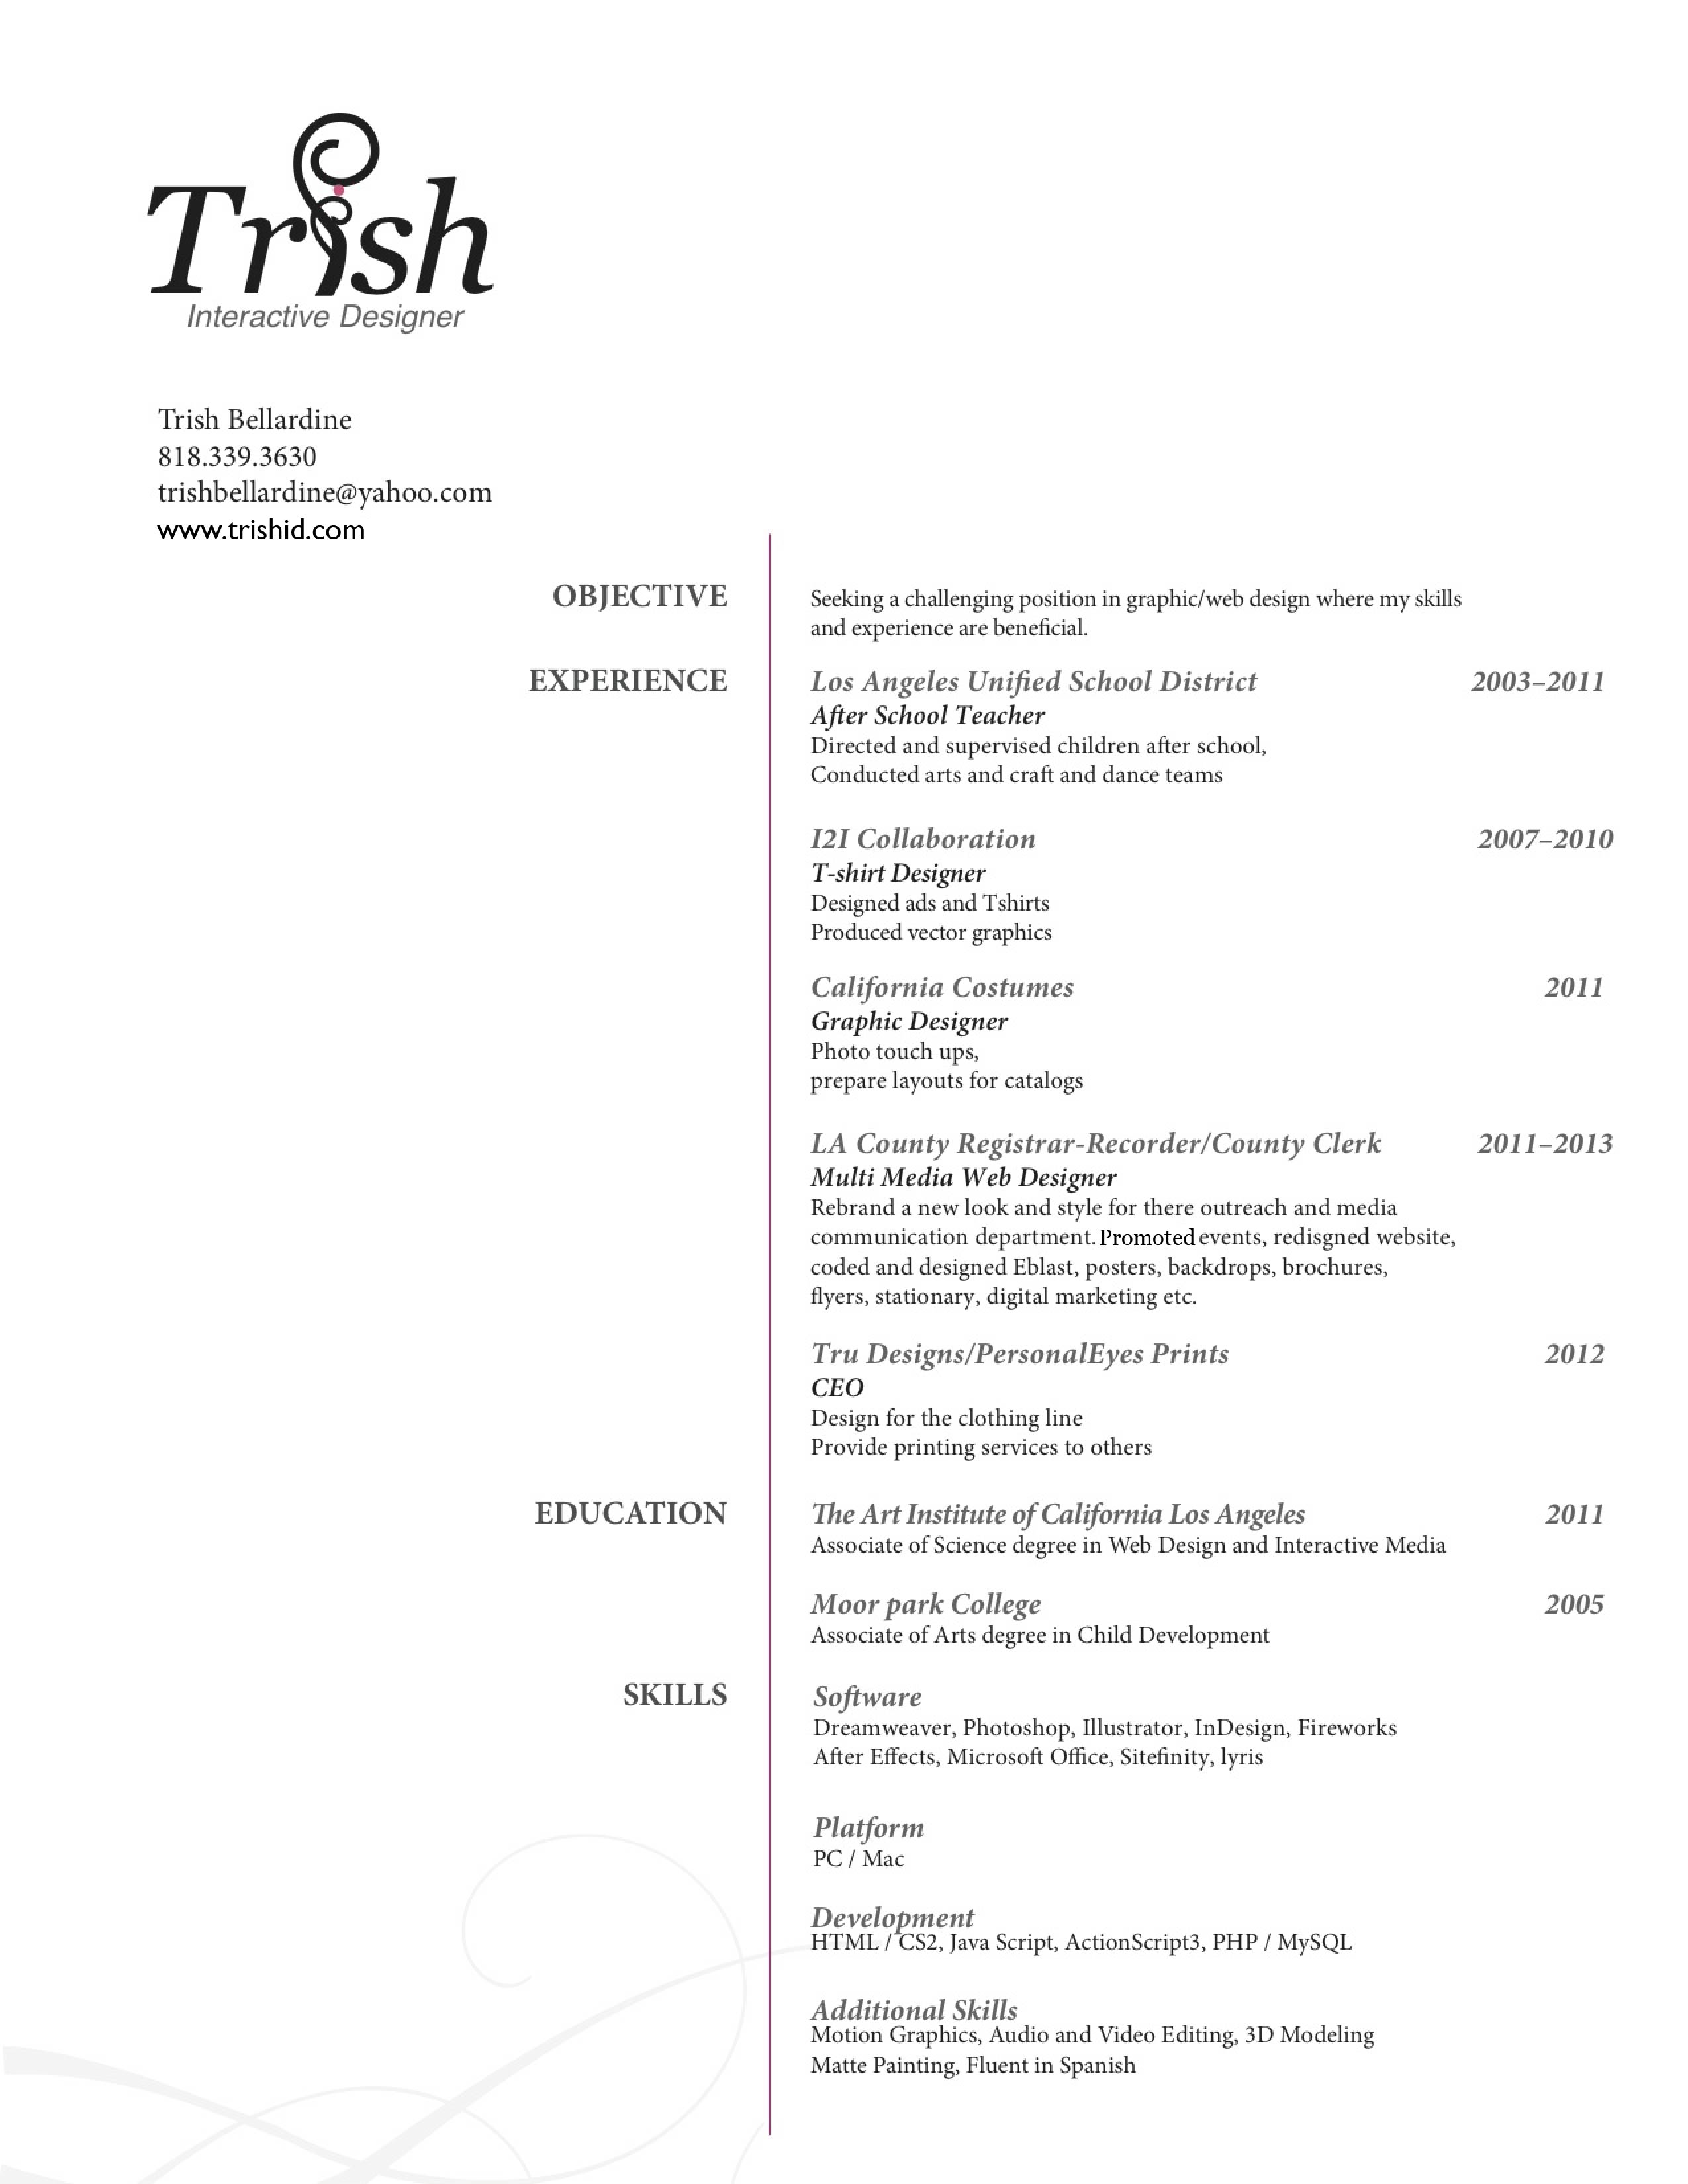 Trish
Interactive Designer
Trish Bellardine
818.339.3630
trishbellardine@yahoo.com
www.trishid.com
OBJECTIVE
Seeking a challenging position in graphic/web design where my skills
and experience are beneficial.
EXPERIENCE
Los Angeles Unified School District 2003–2011
After School Teacher
Directed and supervised children after school,
Conducted arts and craft and dance teams
I2I Collaboration 2007–2010
T-shirt Designer
Designed ads and Tshirts
Produced vector graphics
California Costumes 2011
Graphic Designer
Photo touch ups,
prepare layouts for catalogs
LA County Registrar-Recorder/County Clerk 2011–2013
Multi Media Web Designer
Rebrand a new look and style for there outreach and media
communication department. Promoted events, redisgned website,
coded and designed Eblast, posters, backdrops, brochures,
flyers, stationary, digital marketing etc.
Tru Designs/PersonalEyes Prints 2012
CEO
Design for the clothing line
Provide printing services to others
EDUCATION
The Art Institute of California Los Angeles 2011
Associate of Science degree in Web Design and Interactive Media
Moor park College 2005
Associate of Arts degree in Child Development
SKILLS
Software
Dreamweaver, Photoshop, Illustrator, InDesign, Fireworks
After Effects, Microsoft Office, Sitefinity, lyris
Platform
PC / Mac
Development
HTML / CS2, Java Script, ActionScript3, PHP / MySQL
Additional Skills
Motion Graphics, Audio and Video Editing, 3D Modeling
Matte Painting, Fluent in Spanish